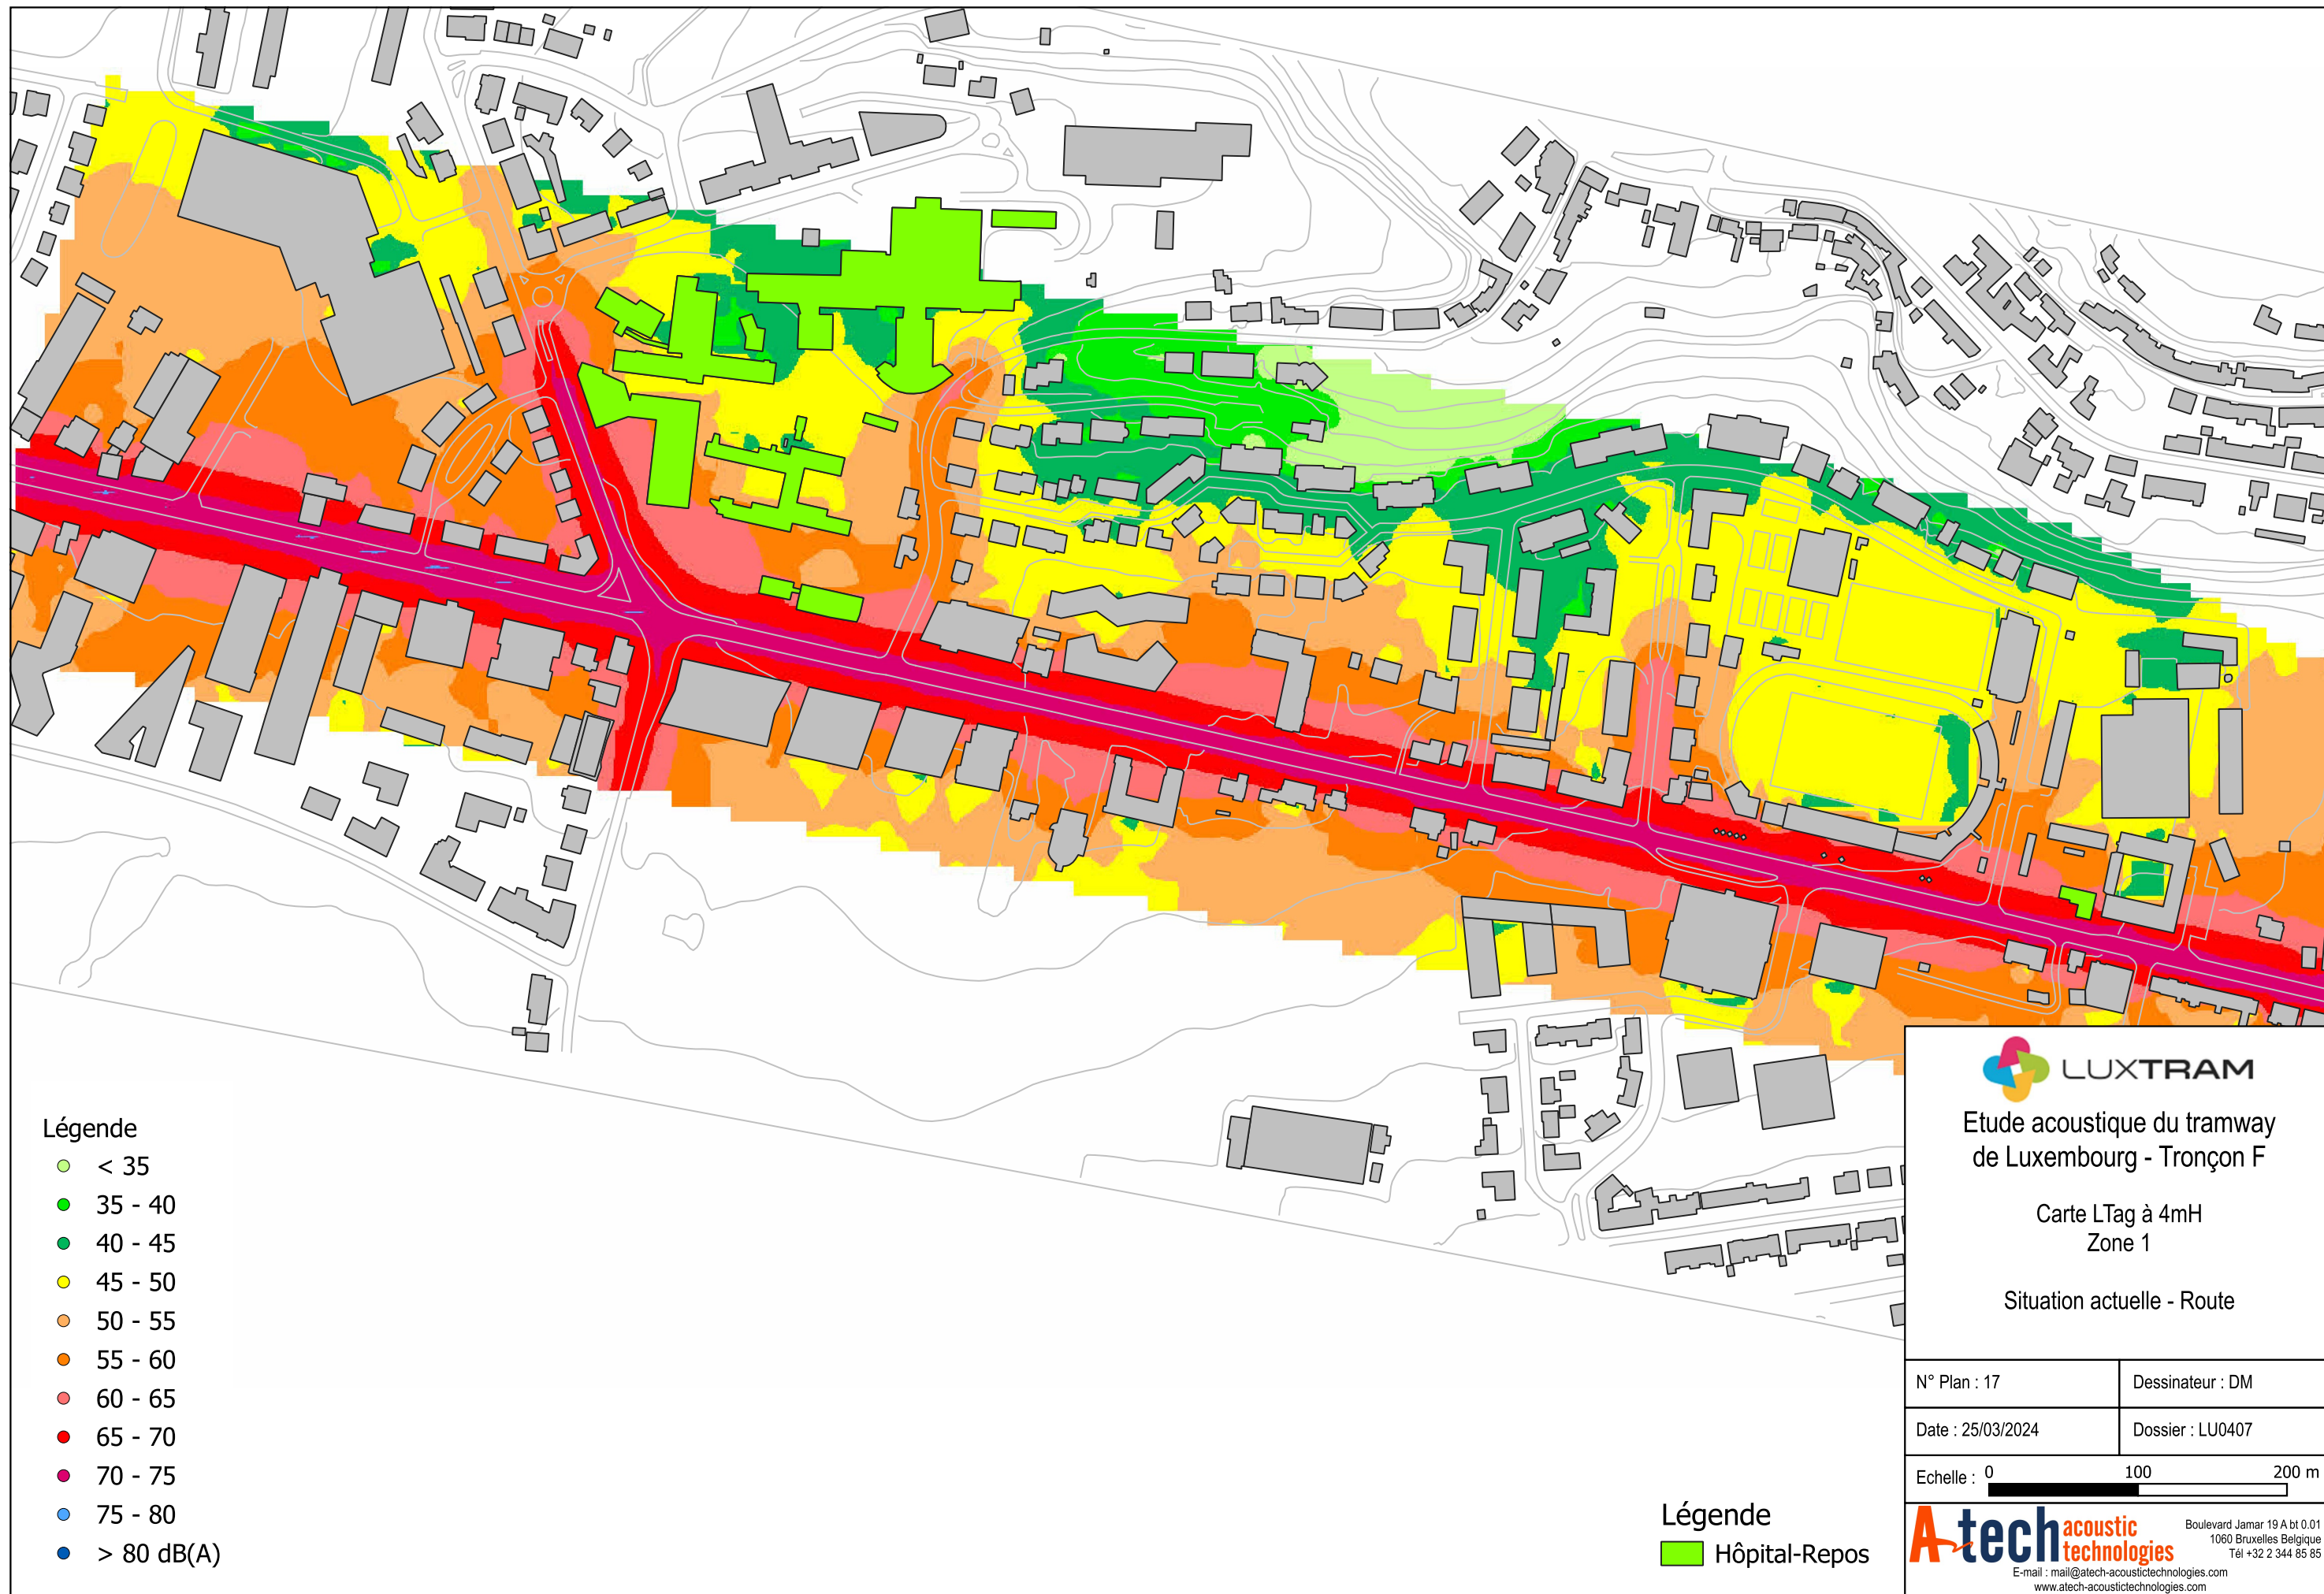 Légende
< 35
35 - 40
40 - 45
45 - 50
50 - 55
55 - 60
60 - 65
65 - 70
70 - 75
75 - 80
> 80 dB(A)
Légende
Hôpital-Repos
LUXTRAM
Etude acoustique du tramway
de Luxembourg - Tronçon F
Carte LTag à 4mH
Zone 1
Situation actuelle - Route
N° Plan : 17
Dessinateur : DM
Date : 25/03/2024
Dossier : LU0407
Echelle : 0 100 200 m
A-tech acoustic technologies
Boulevard Jamar 19 A bt 0.01
1060 Bruxelles Belgique
Tél +32 2 344 85 85
E-mail : mail@atech-acoustictechnologies.com
www.atech-acoustictechnologies.com